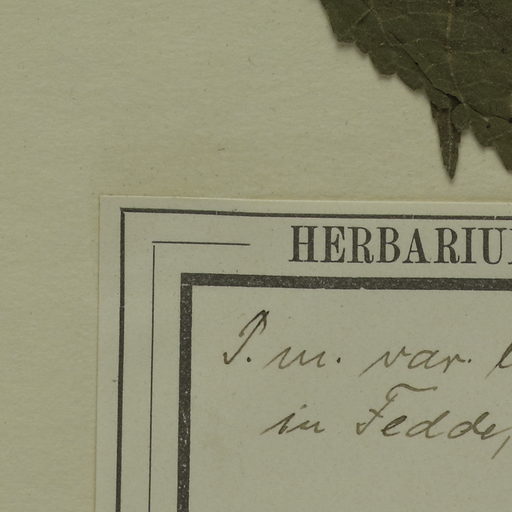 HERBARIU
P. m. var.
in Fedde,